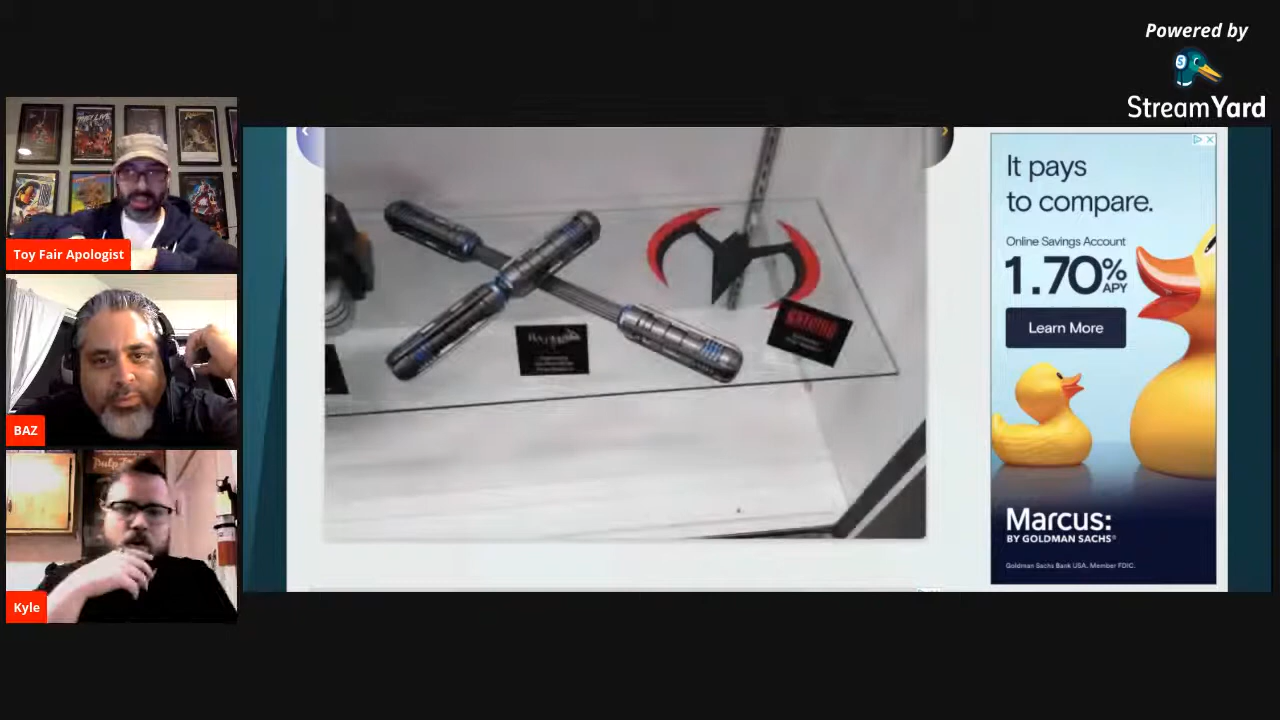 Powered by
StreamYard
Toy Fair Apologist
BAZ
Kyle
It pays
to compare.
Online Savings Account
1.70% APY
Learn More
Marcus:
BY GOLDMAN SACHS®
Goldman Sachs Bank USA. Member FDIC.